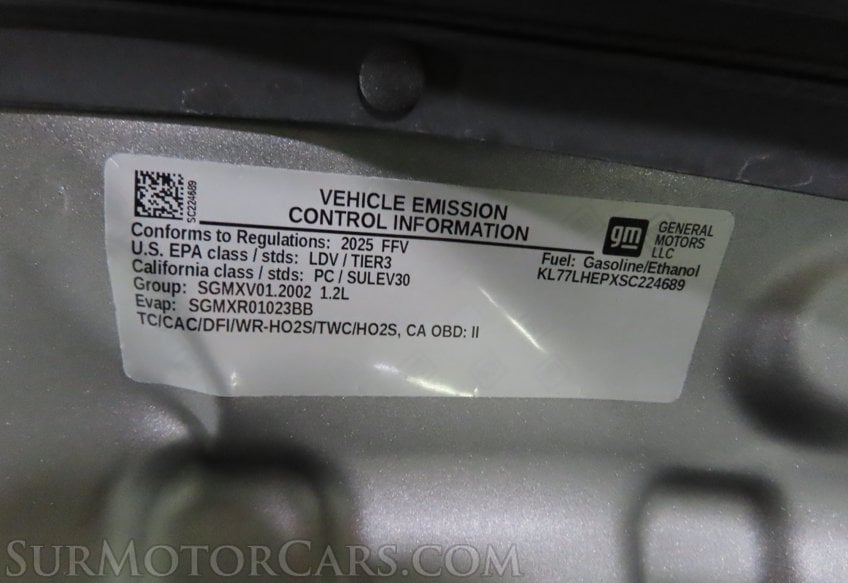 SC224689
VEHICLE EMISSION
CONTROL INFORMATION
gm
GENERAL
MOTORS
LLC
Conforms to Regulations: 2025 FFV
U.S. EPA class / stds: LDV / TIER3
California class / stds: PC / SULEV30
Group: SGMXV01.2002 1.2L
Evap: SGMXR01023BB
TC/CAC/DFI/WR-HO2S/TWC/HO2S, CA OBD: II
Fuel: Gasoline/Ethanol
KL77LHEPXSC224689
SURMOTORCARS.COM